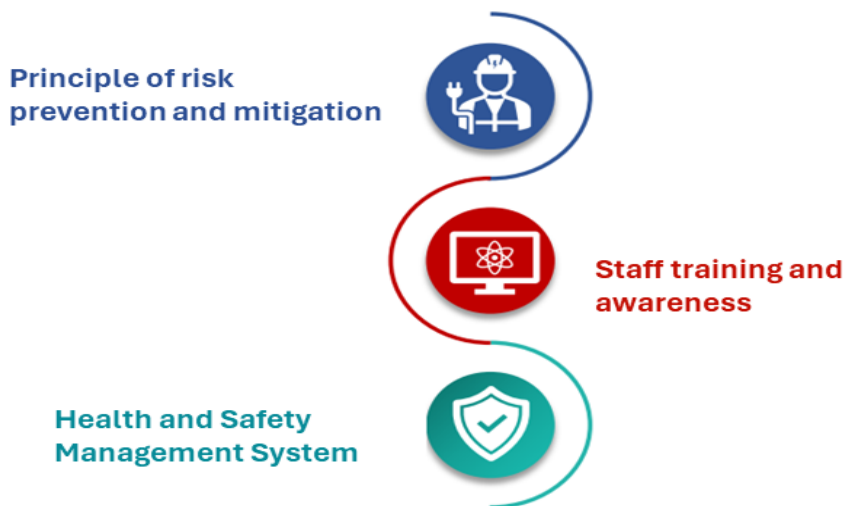 Principle of risk
prevention and mitigation
Staff training and
awareness
Health and Safety
Management System